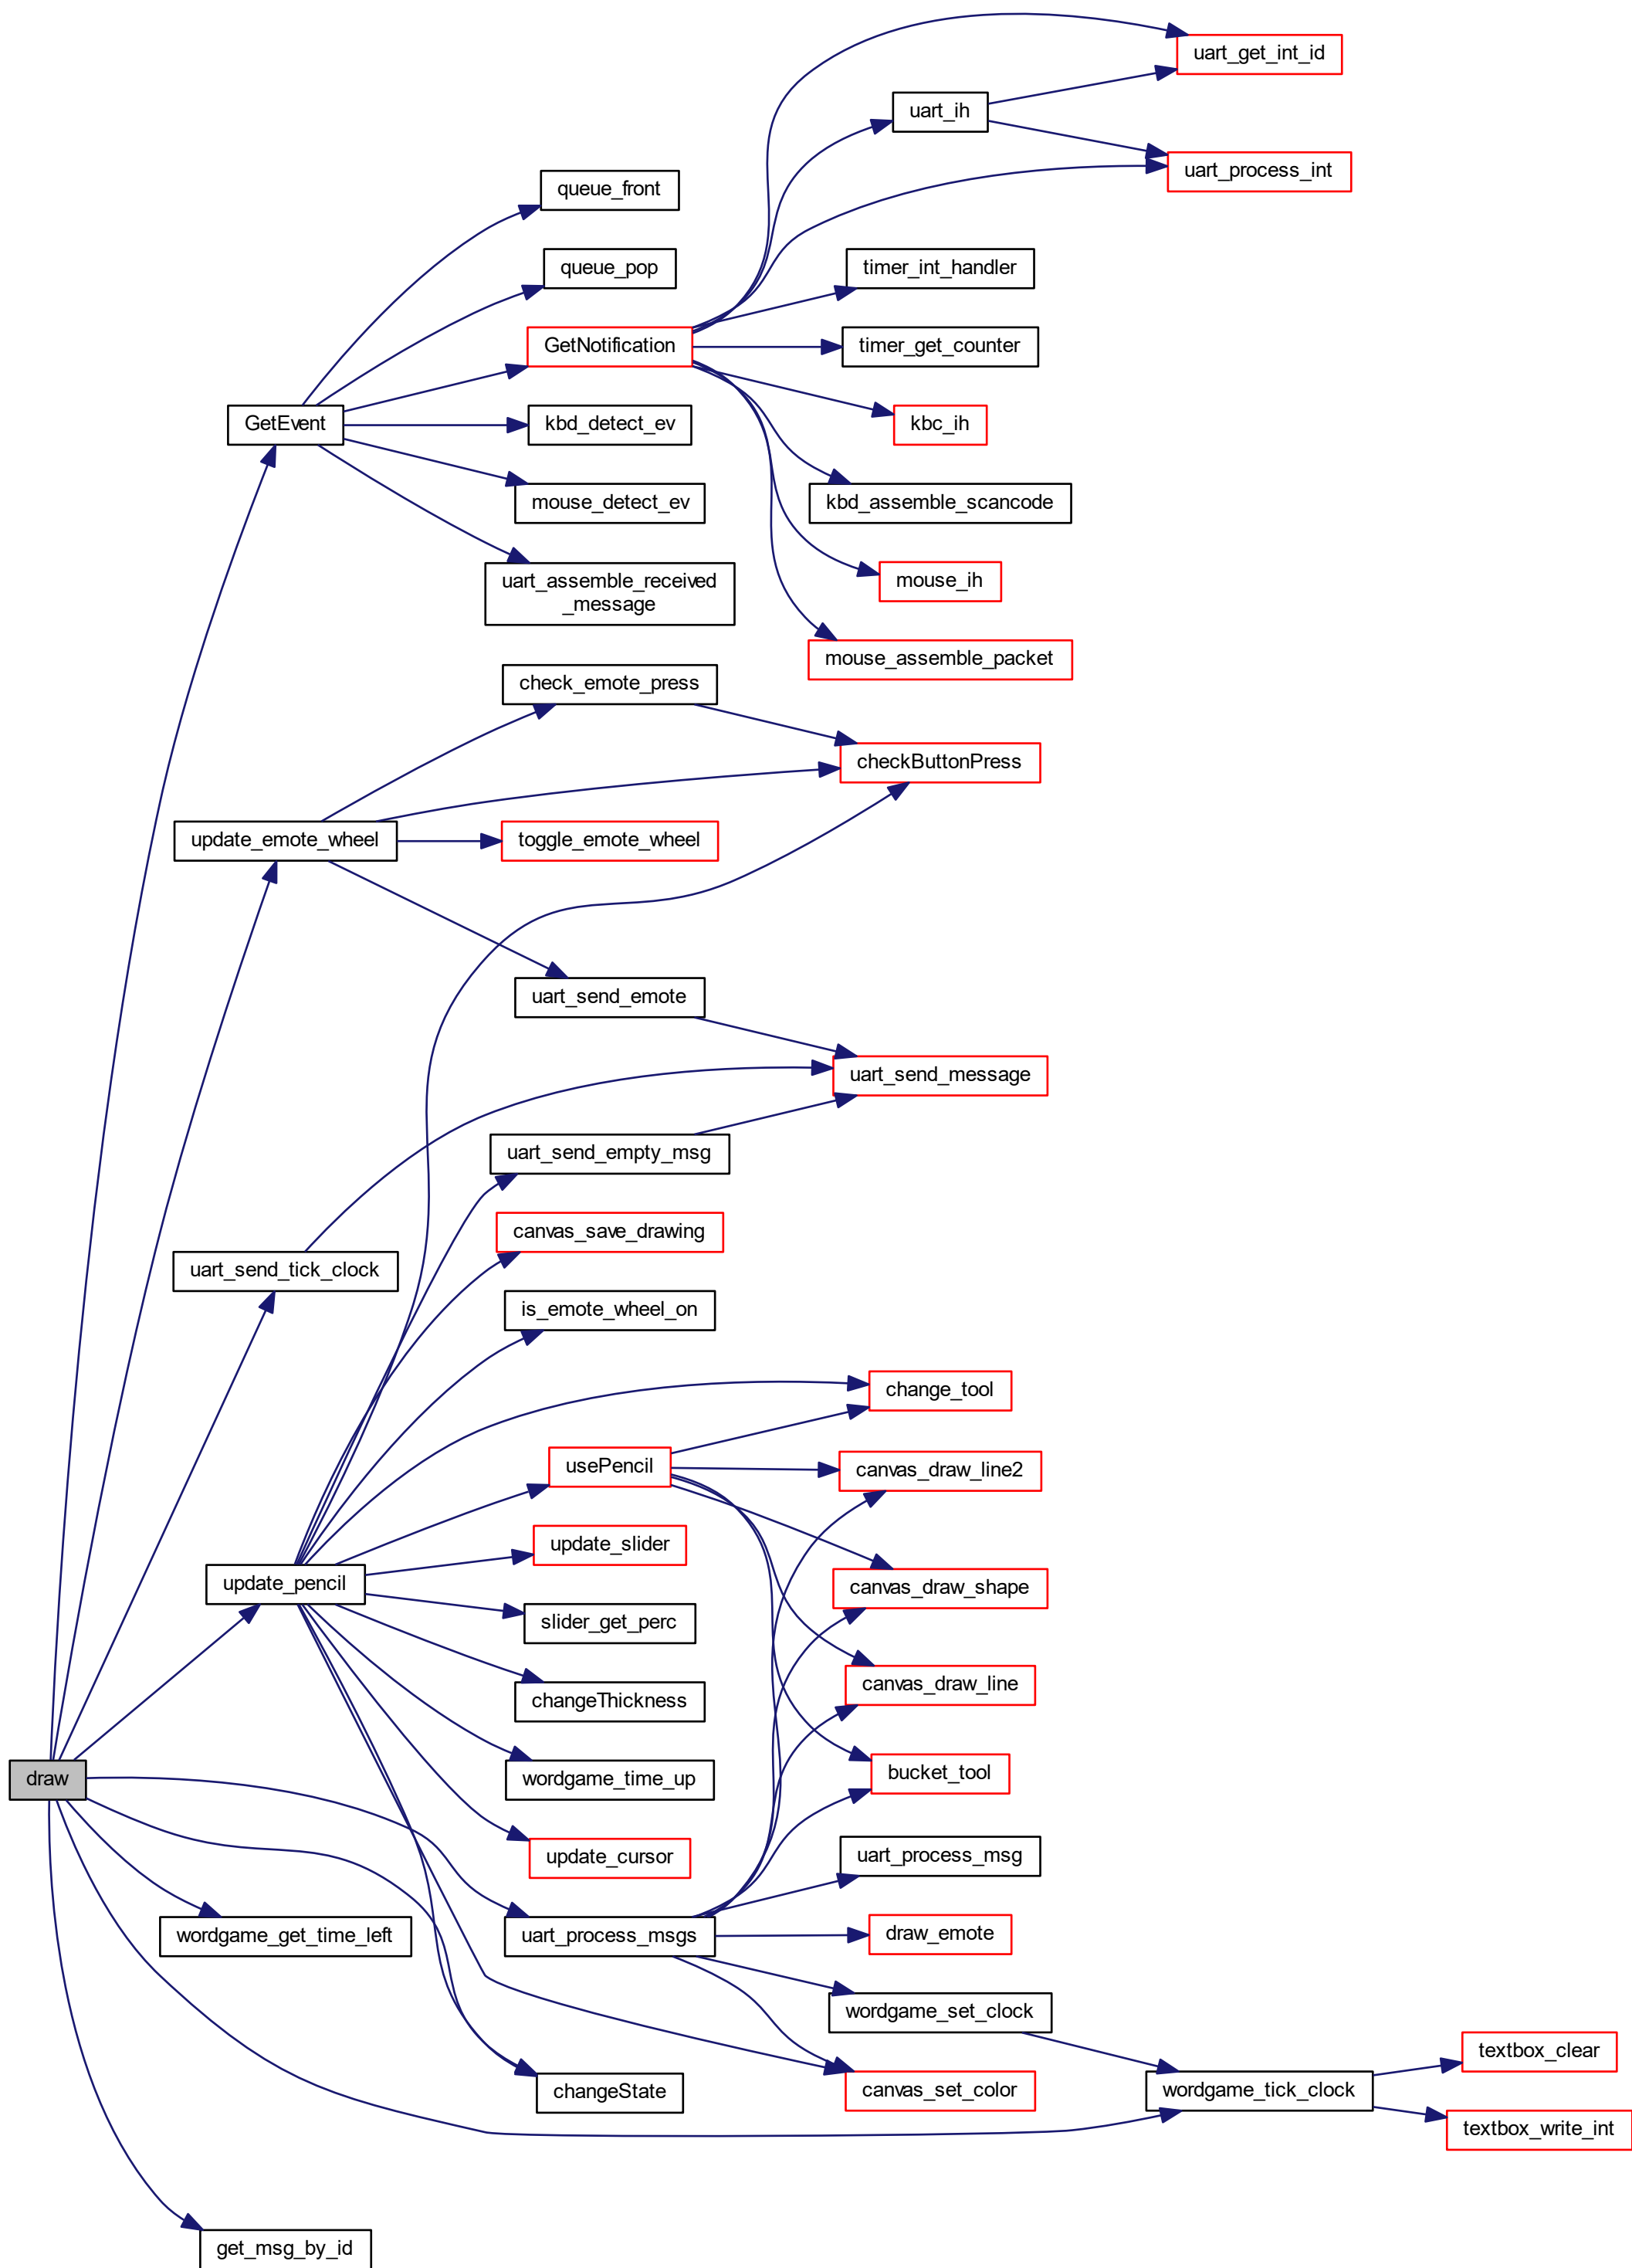 uart_get_int_id
uart_ih
uart_process_int
queue_front
queue_pop
timer_int_handler
GetNotification
timer_get_counter
GetEvent
kbd_detect_ev
kbc_ih
mouse_detect_ev
kbd_assemble_scancode
uart_assemble_received
_message
mouse_ih
mouse_assemble_packet
check_emote_press
checkButtonPress
update_emote_wheel
toggle_emote_wheel
uart_send_emote
uart_send_message
uart_send_empty_msg
canvas_save_drawing
uart_send_tick_clock
is_emote_wheel_on
change_tool
usePencil
canvas_draw_line2
update_slider
update_pencil
canvas_draw_shape
slider_get_perc
canvas_draw_line
changeThickness
draw
wordgame_time_up
bucket_tool
update_cursor
uart_process_msg
wordgame_get_time_left
uart_process_msgs
draw_emote
wordgame_set_clock
textbox_clear
changeState
canvas_set_color
wordgame_tick_clock
textbox_write_int
get_msg_by_id